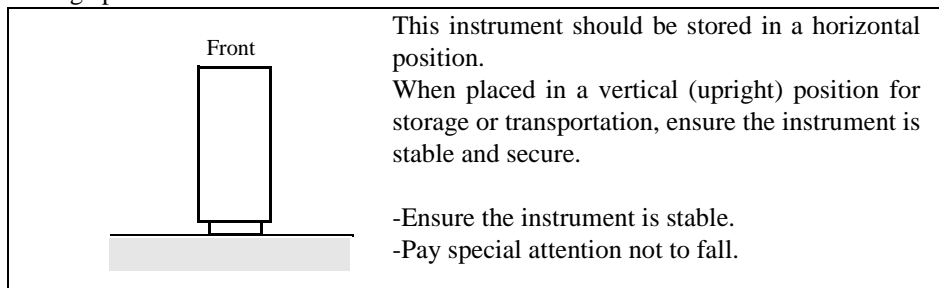 Front
This instrument should be stored in a horizontal
position.
When placed in a vertical (upright) position for
storage or transportation, ensure the instrument is
stable and secure.
-Ensure the instrument is stable.
-Pay special attention not to fall.